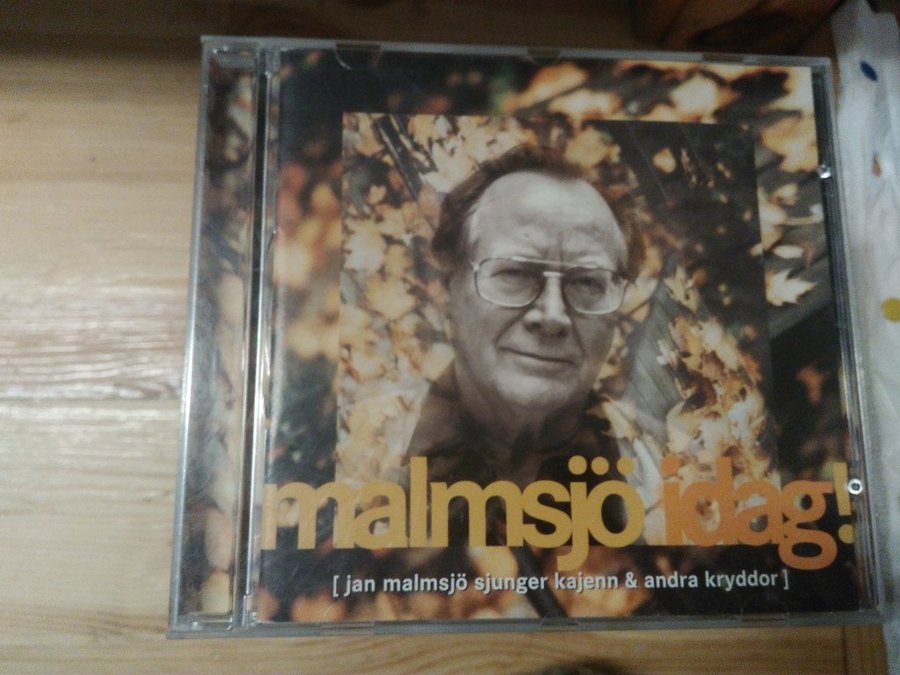 malmsjö idag!
[ jan malmsjö sjunger kajenn & andra kryddor ]